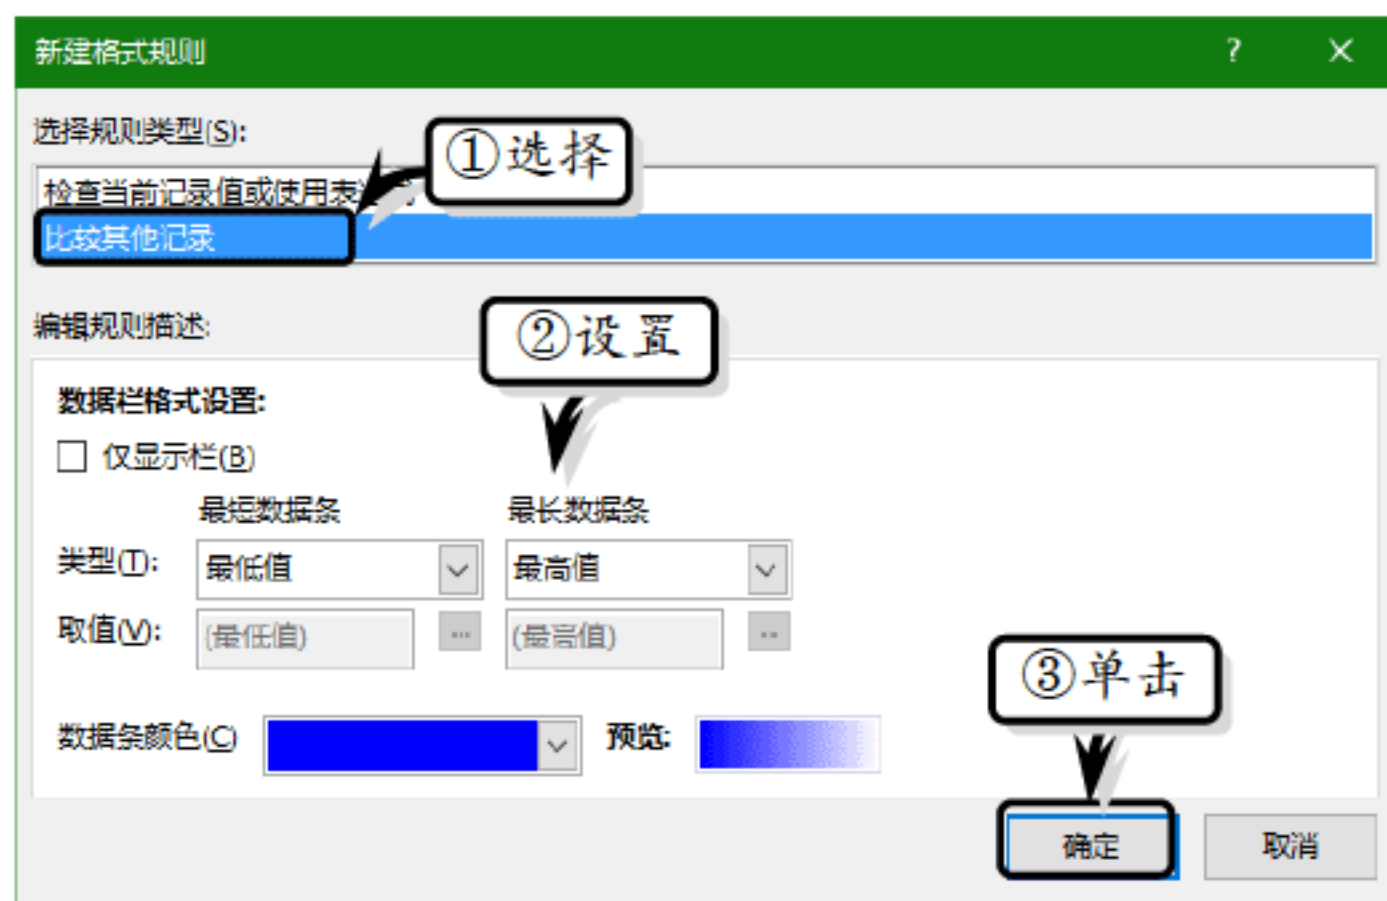 新建格式规则 ?
选择规则类型(S):
①选择
检查当前记录值或使用表
比较其他记录
编辑规则描述:
②设置
数据栏格式设置:
仅显示栏(B)
最短数据条 最长数据条
类型(T): 最低值 最高值
取值(V): (最低值) ... (最高值) ..
③单击
数据条颜色(C) 预览:
确定 取消